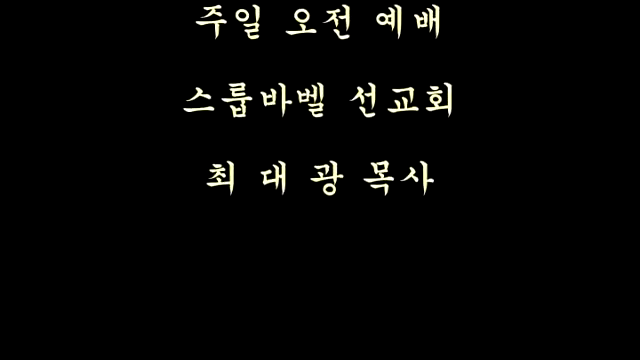 주일 오전 예배
스룹바벨 선교회
최 대 광 목사